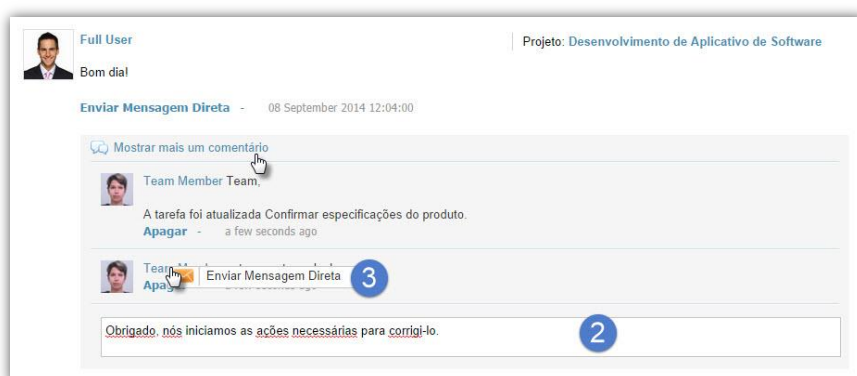 Full User
Projeto: Desenvolvimento de Aplicativo de Software
Bom dia!
Enviar Mensagem Direta - 08 September 2014 12:04:00
Mostrar mais um comentário
Team Member Team,
A tarefa foi atualizada Confirmar especificações do produto.
Apagar - a few seconds ago
Enviar Mensagem Direta 3
Obrigado, nós iniciamos as ações necessárias para corrigi-lo. 2